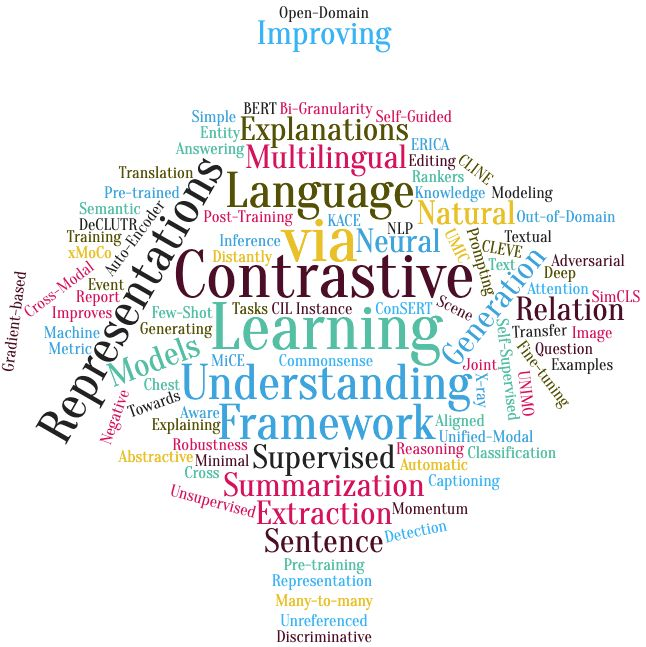 Open-Domain
Improving
Simple
BERT
Bi-Granularity
Self-Guided
Entity
Explanations
Answering
Multilingual
ERICA
Editing
CLINE
Translation
Rankers
Pre-trained
Language
Knowledge
Modeling
Semantic
Post-Training
KACE
Natural
Out-of-Domain
DeCLUTR
Auto-Encoder
Representations
Training
Inference
via
NLP
Neural
UMIC
Prompting
CLEVE
Textual
xMoCo
Distantly
Text
Adversarial
Cross-Modal
Event
Contrastive
Generation
Deep
Attention
Gradient-based
Report
SimCLS
Improves
Few-Shot
Tasks
CIL
Instance
ConSERT
Scene
Relation
Machine
Generating
Learning
Self-Supervised
Transfer
Image
Metric
Models
MiCE
Commonsense
Joint
Fine-tuning
Question
Examples
Chest
Understanding
X-ray
UNIMO
Negative
Towards
Aware
Framework
Aligned
Explaining
Unified-Modal
Robustness
Supervised
Reasoning
Classification
Abstractive
Minimal
Automatic
Cross
Summarization
Captioning
Unsupervised
Extraction
Momentum
Sentence
Detection
Pre-training
Representation
Many-to-many
Unreferenced
Discriminative